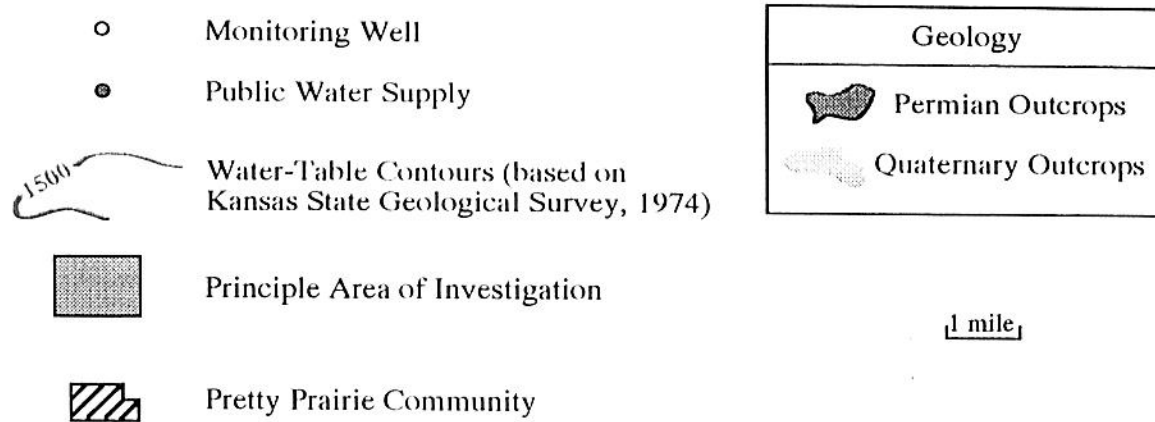 Monitoring Well
Public Water Supply
1500
Water-Table Contours (based on
Kansas State Geological Survey, 1974)
Principle Area of Investigation
Pretty Prairie Community
Geology
Permian Outcrops
Quaternary Outcrops
1 mile